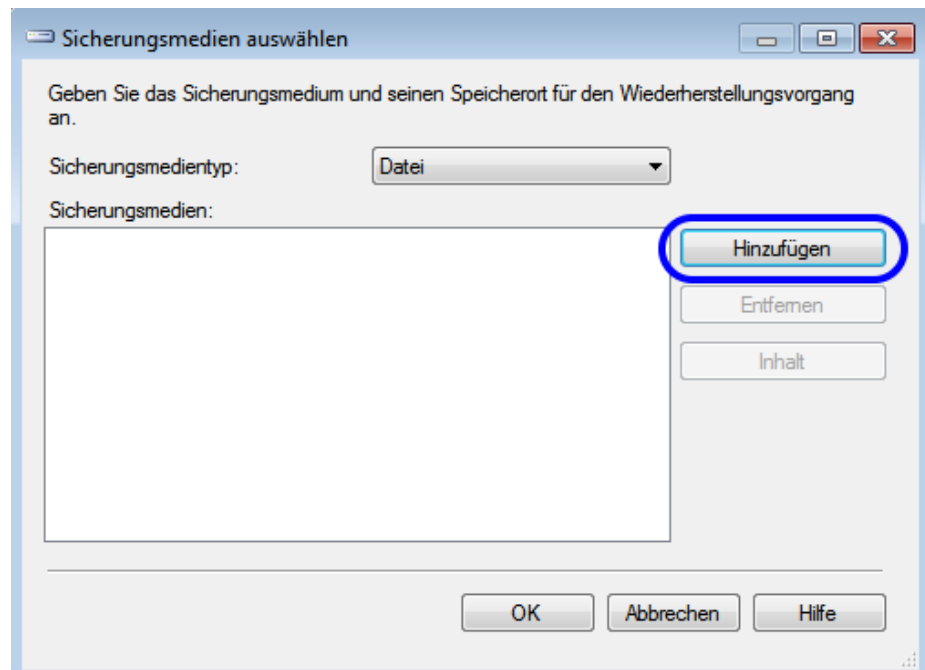 Sicherungsmedien auswählen
Geben Sie das Sicherungsmedium und seinen Speicherort für den Wiederherstellungsvorgang
an.
Sicherungsmedientyp:
Datei
Sicherungsmedien:
Hinzufügen
Entfernen
Inhalt
OK
Abbrechen
Hilfe